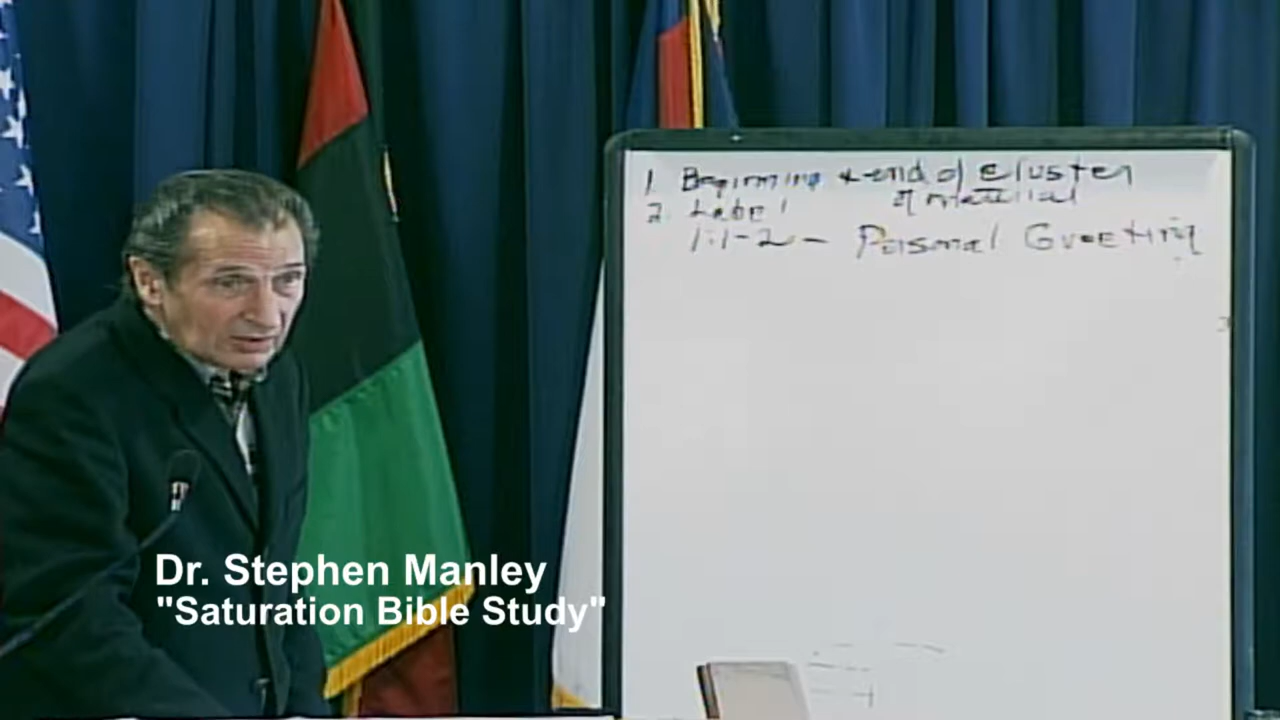 1 Beginning + end of cluster
of material
2. Label
1:1-2 - Personal Greeting
Dr. Stephen Manley
"Saturation Bible Study"